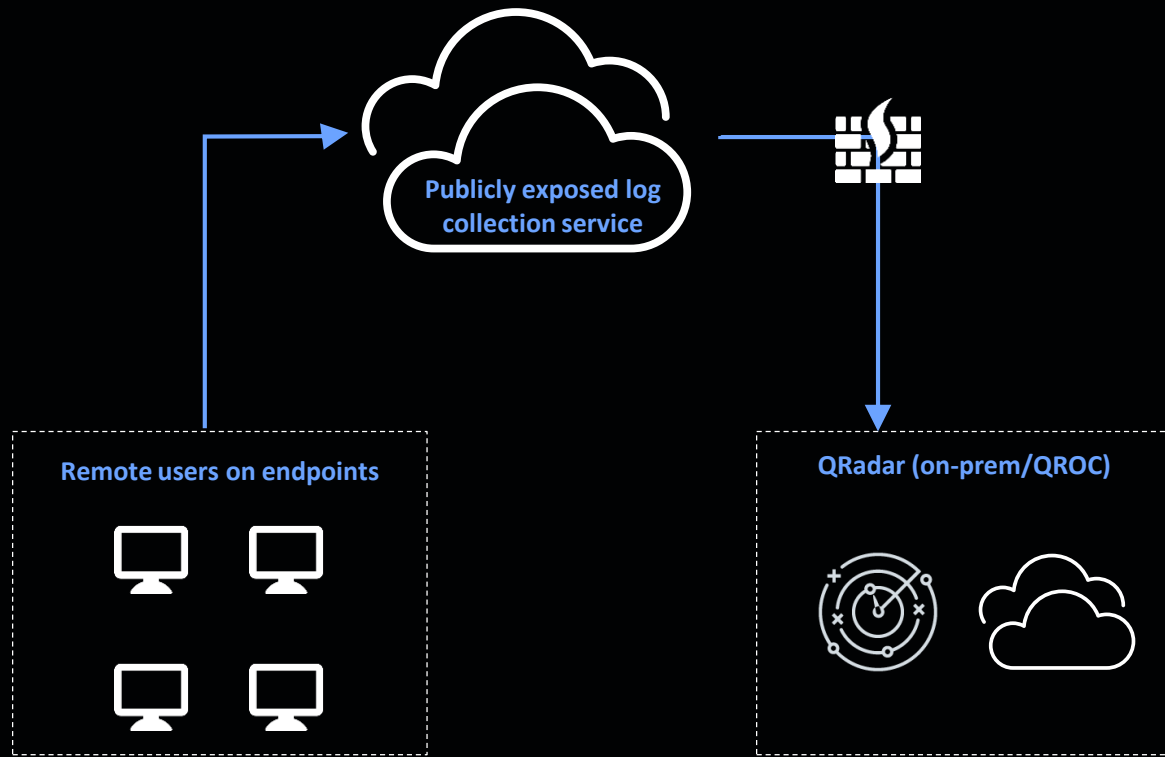 Publicly exposed log
collection service
Remote users on endpoints
QRadar (on-prem/QROC)